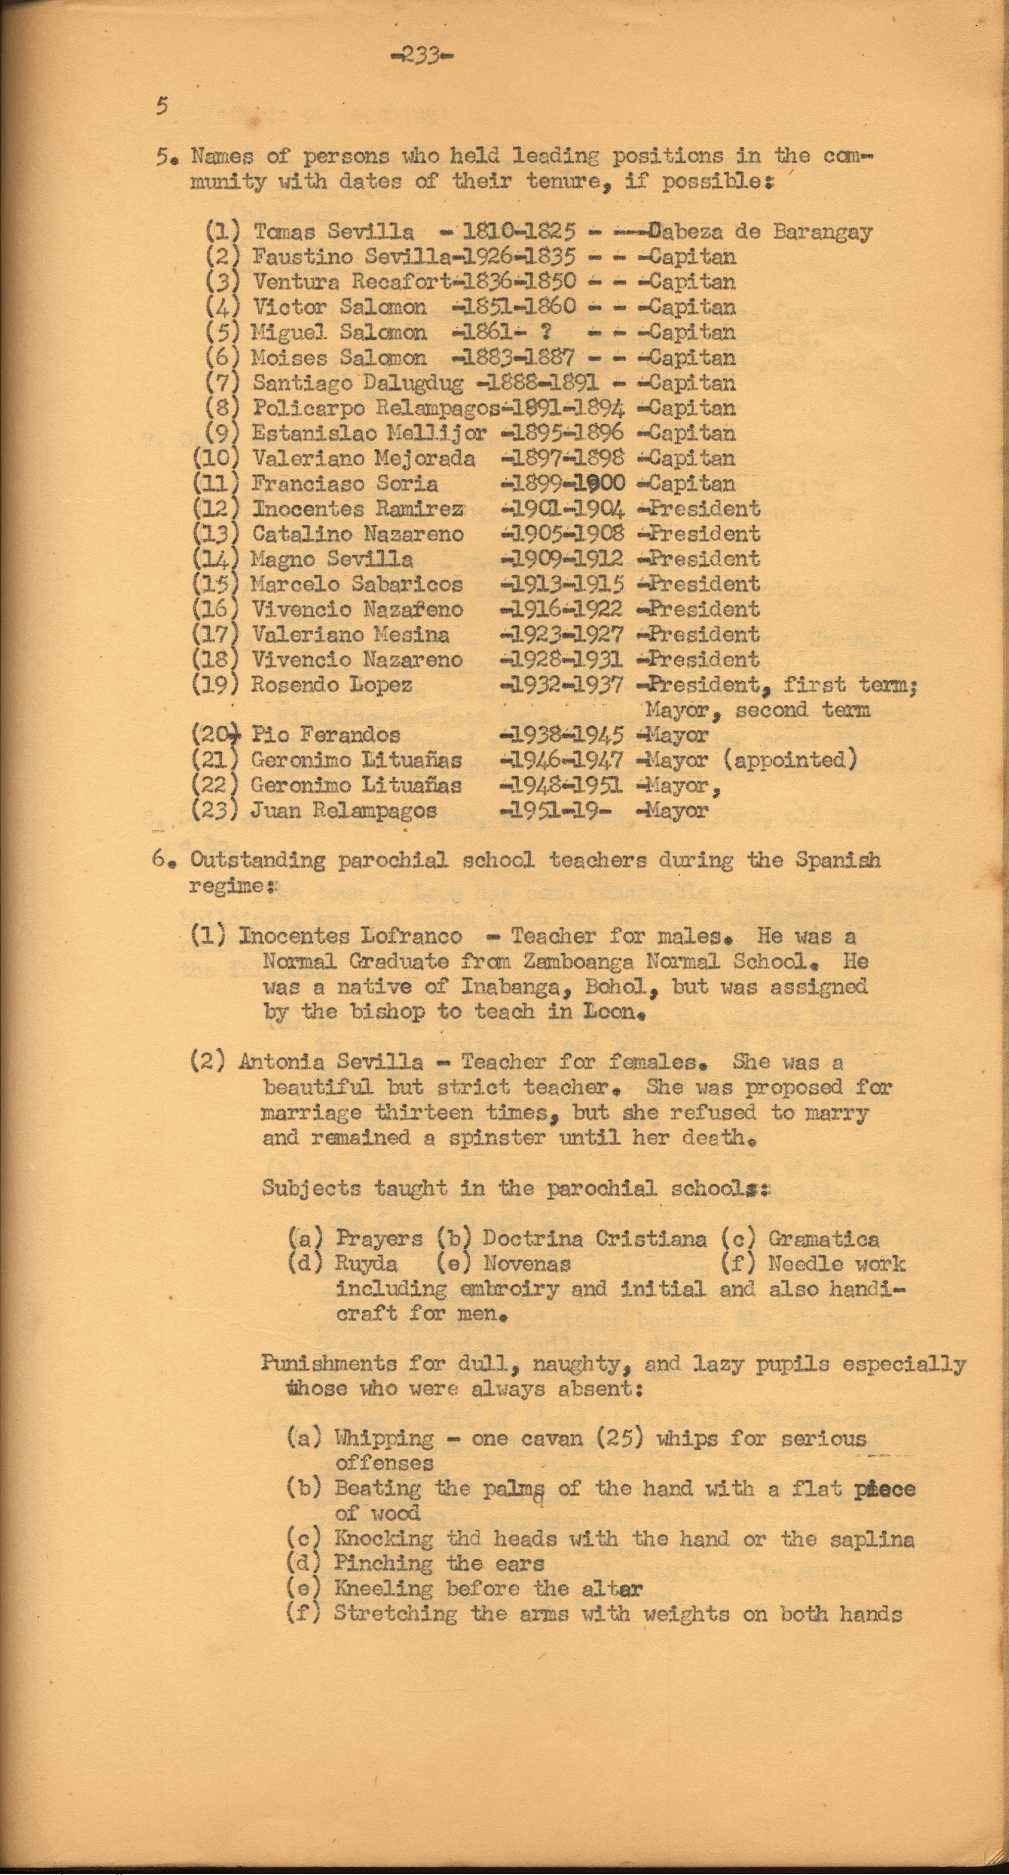 -233-
5
5. Names of persons who held leading positions in the com-
munity with dates of their tenure, if possible:
(1) Tomas Sevilla - 1810-1825 - ---Cabeza de Barangay
(2) Faustino Sevilla-1926-1835 - - -Capitan
(3) Ventura Recafort-1836-1850 - - -Capitan
(4) Victor Salomon -1851-1860 - - -Capitan
(5) Miguel Salomon -1861- ? - - -Capitan
(6) Moises Salomon -1883-1887 - - -Capitan
(7) Santiago Dalugdug -1888-1891 - -Capitan
(8) Policarpo Relampagos-1891-1894 -Capitan
(9) Estanislao Mellijor -1895-1896 -Capitan
(10) Valeriano Mejorada -1897-1898 -Capitan
(11) Franciaso Soria -1899-1900 -Capitan
(12) Inocentes Ramirez -1901-1904 -President
(13) Catalino Nazareno -1905-1908 -President
(14) Magno Sevilla -1909-1912 -President
(15) Marcelo Sabaricos -1913-1915 -President
(16) Vivencio Nazareno -1916-1922 -President
(17) Valeriano Mesina -1923-1927 -President
(18) Vivencio Nazareno -1928-1931 -President
(19) Rosendo Lopez -1932-1937 -President, first term;
Mayor, second term
(20) Pio Ferandos -1938-1945 -Mayor
(21) Geronimo Lituañas -1946-1947 -Mayor (appointed)
(22) Geronimo Lituañas -1948-1951 -Mayor,
(23) Juan Relampagos -1951-19- -Mayor
6. Outstanding parochial school teachers during the Spanish
regime:
(1) Inocentes Lofranco - Teacher for males. He was a
Normal Graduate from Zamboanga Normal School. He
was a native of Inabanga, Bohol, but was assigned
by the bishop to teach in Loon.
(2) Antonia Sevilla - Teacher for females. She was a
beautiful but strict teacher. She was proposed for
marriage thirteen times, but she refused to marry
and remained a spinster until her death.
Subjects taught in the parochial schools:
(a) Prayers (b) Doctrina Cristiana (c) Gramatica
(d) Ruyda (e) Novenas (f) Needle work
including embroiry and initial and also handi-
craft for men.
Punishments for dull, naughty, and lazy pupils especially
those who were always absent:
(a) Whipping - one cavan (25) whips for serious
offenses
(b) Beating the palms of the hand with a flat piece
of wood
(c) Knocking thd heads with the hand or the saplina
(d) Pinching the ears
(e) Kneeling before the altar
(f) Stretching the arms with weights on both hands